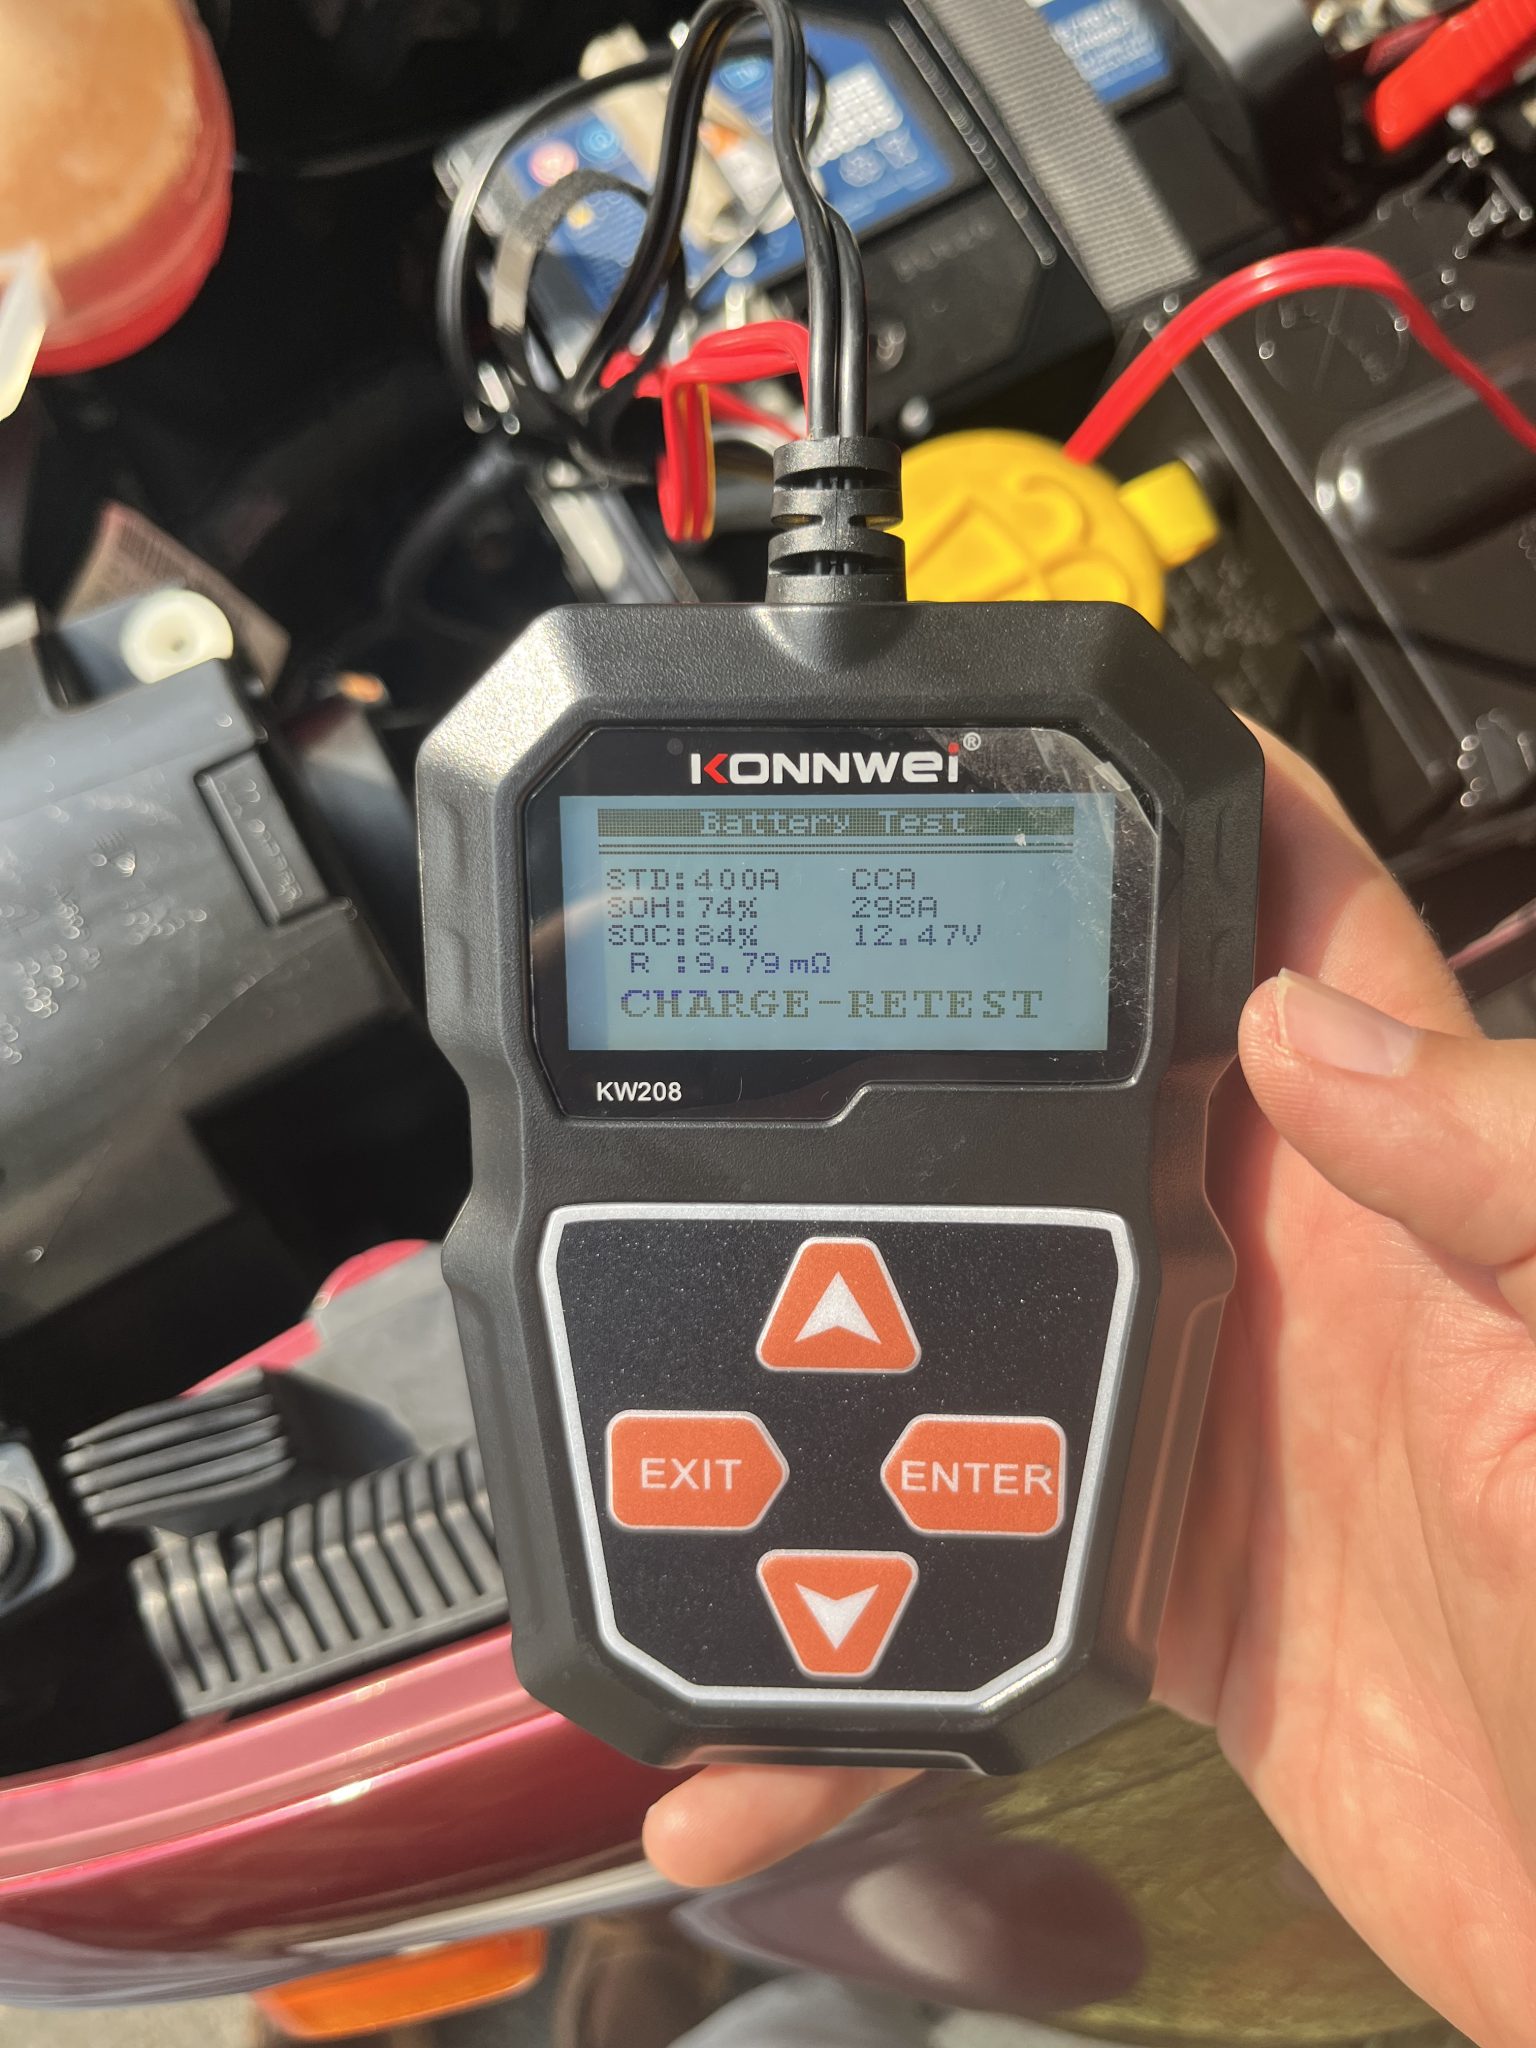 KONNWEI®
Battery Test
STD:400A CCA
SOH:74% 298A
SOC:84% 12.47V
R :9.79mΩ
CHARGE-RETEST
KW208
EXIT
ENTER